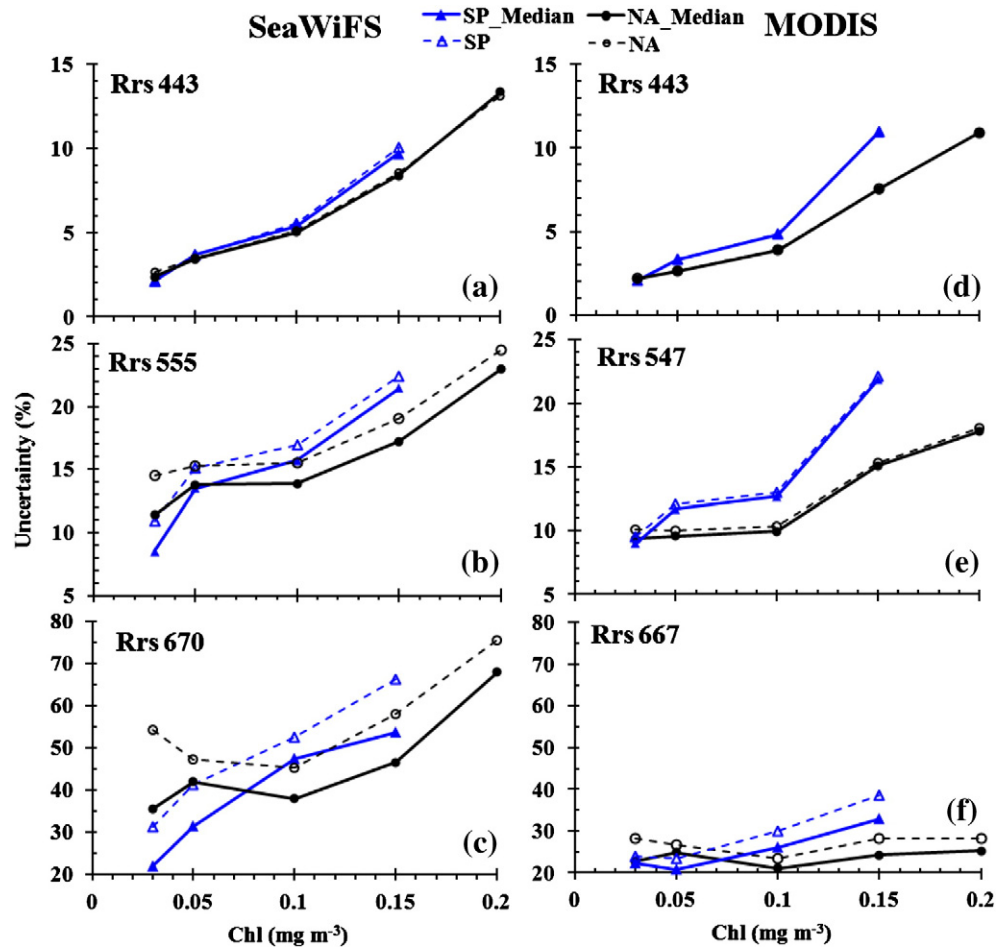 SeaWiFS
SP_Median
NA_Median
MODIS
SP
NA
15
Rrs 443
10
5
0
(a)
15
Rrs 443
10
5
0
(d)
Uncertainty (%)
25
Rrs 555
20
15
10
5
(b)
25
Rrs 547
20
15
10
5
(e)
80
Rrs 670
70
60
50
40
30
20
(c)
0 0.05 0.1 0.15 0.2
Chl (mg m⁻³)
80
Rrs 667
70
60
50
40
30
20
(f)
0 0.05 0.1 0.15 0.2
Chl (mg m⁻³)